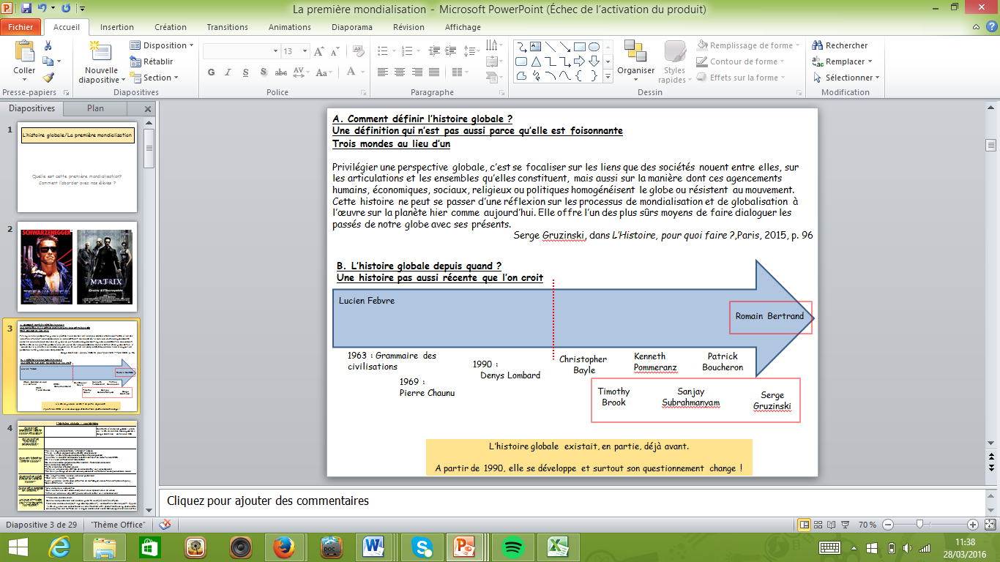 La première mondialisation - Microsoft PowerPoint (Échec de l'activation du produit)
Fichier
Accueil
Insertion
Création
Transitions
Animations
Diaporama
Révision
Affichage
Coller
Presse-papiers
Nouvelle
diapositive
Disposition
Rétablir
Section
Diapositives
13
G I S S abc AV Aa A
Police
Paragraphe
Organiser
Styles
rapides
Remplissage de forme
Contour de forme
Effets sur la forme
Dessin
Rechercher
Remplacer
Sélectionner
Modification
Diapositives
Plan
1
L'histoire globale/La première mondialisation
Quelle est cette première mondialisation?
Comment l'aborder avec nos élèves ?
2
SCHWARZENEGGER
MATRIX
3
4
A. Comment définir l'histoire globale ?
Une définition qui n'est pas aussi parce qu'elle est foisonnante
Trois mondes au lieu d'un
Privilégier une perspective globale, c'est se focaliser sur les liens que des sociétés nouent entre elles, sur
les articulations et les ensembles qu'elles constituent, mais aussi sur la manière dont ces agencements
humains, économiques, sociaux, religieux ou politiques homogénéisent le globe ou résistent au mouvement.
Cette histoire ne peut se passer d'une réflexion sur les processus de mondialisation et de globalisation à
l'œuvre sur la planète hier comme aujourd'hui. Elle offre l'un des plus sûrs moyens de faire dialoguer les
passés de notre globe avec ses présents.
Serge Gruzinski, dans L'Histoire, pour quoi faire ?,Paris, 2015, p. 96
B. L'histoire globale depuis quand ?
Une histoire pas aussi récente que l'on croit
Lucien Febvre
Romain Bertrand
1963 : Grammaire des
civilisations
1969 :
Pierre Chaunu
1990 :
Denys Lombard
Christopher
Bayle
Kenneth
Pommeranz
Patrick
Boucheron
Timothy
Brook
Sanjay
Subrahmanyam
Serge
Gruzinski
L'histoire globale existait, en partie, déjà avant.
A partir de 1990, elle se développe et surtout son questionnement change !
Cliquez pour ajouter des commentaires
Diapositive 3 de 29
"Thème Office"
70 %
11:38
28/03/2016